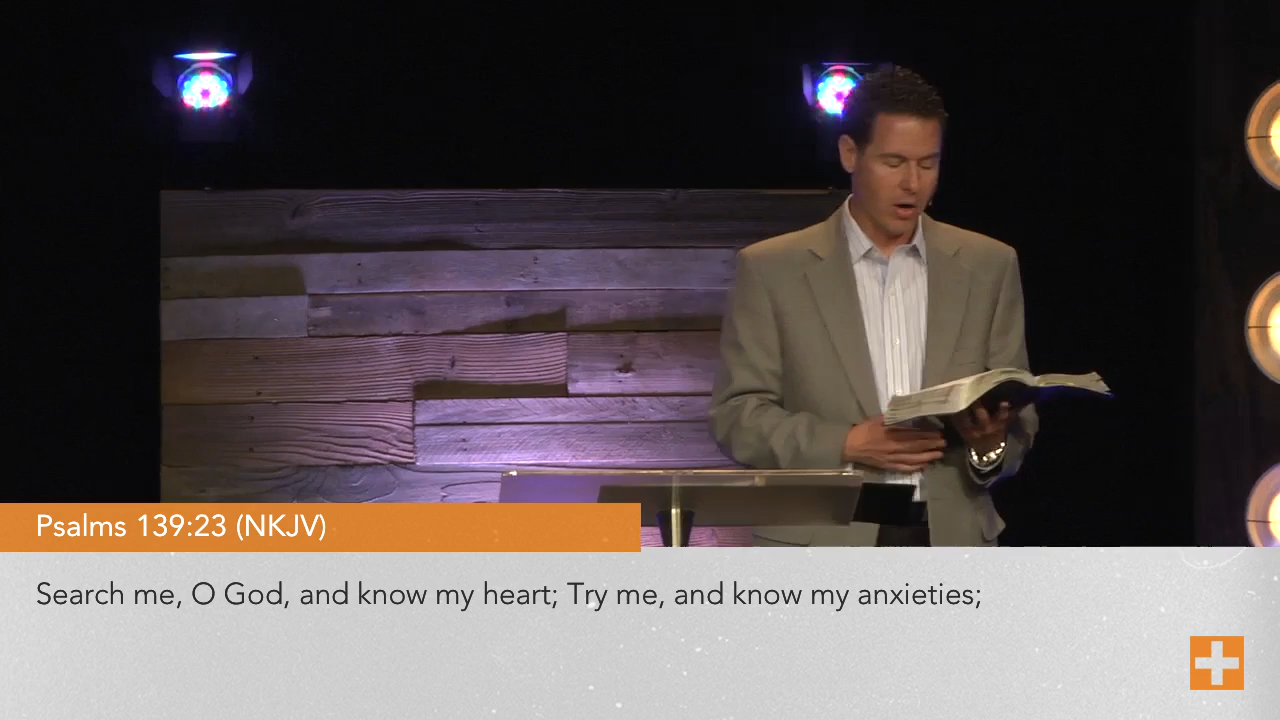 Psalms 139:23 (NKJV)
Search me, O God, and know my heart; Try me, and know my anxieties;